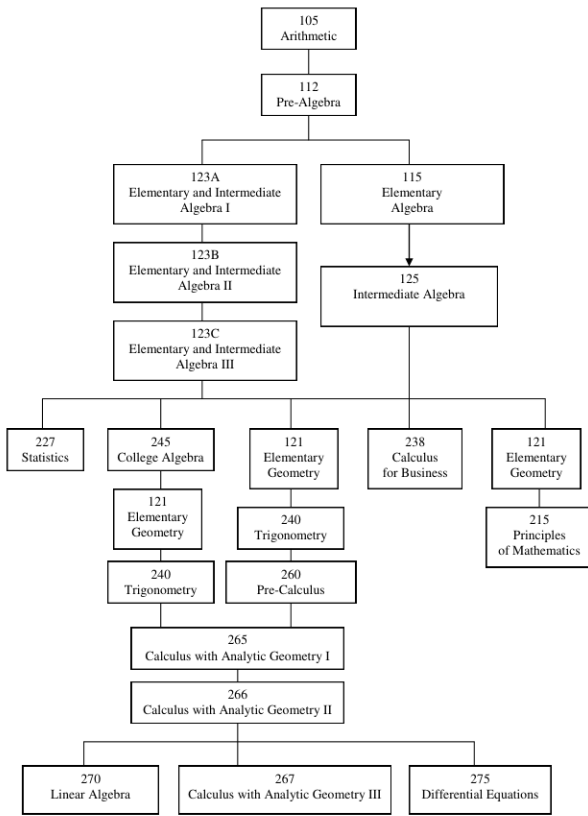 105
Arithmetic
112
Pre-Algebra
123A
Elementary and Intermediate
Algebra I
115
Elementary
Algebra
123B
Elementary and Intermediate
Algebra II
125
Intermediate Algebra
123C
Elementary and Intermediate
Algebra III
227
Statistics
245
College Algebra
121
Elementary
Geometry
238
Calculus
for Business
121
Elementary
Geometry
121
Elementary
Geometry
240
Trigonometry
215
Principles
of Mathematics
240
Trigonometry
260
Pre-Calculus
265
Calculus with Analytic Geometry I
266
Calculus with Analytic Geometry II
270
Linear Algebra
267
Calculus with Analytic Geometry III
275
Differential Equations